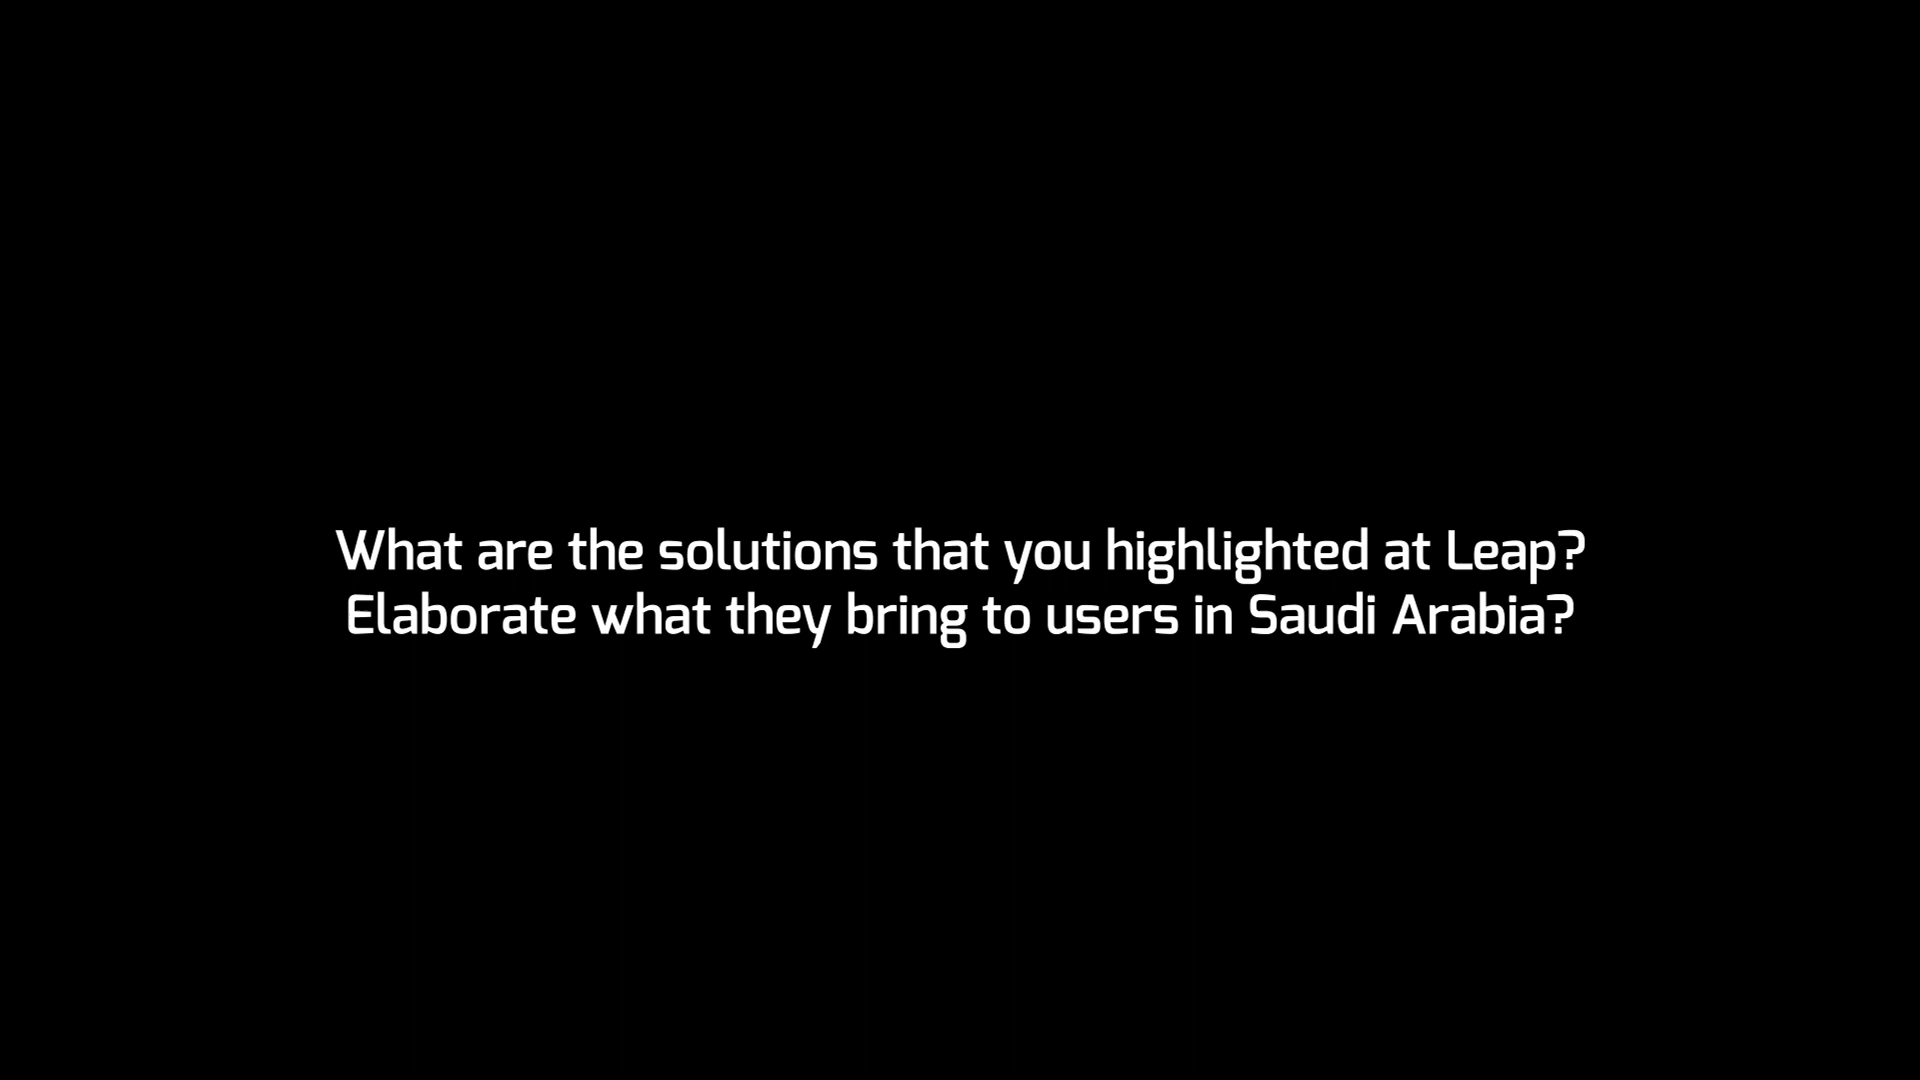 What are the solutions that you highlighted at Leap?
Elaborate what they bring to users in Saudi Arabia?